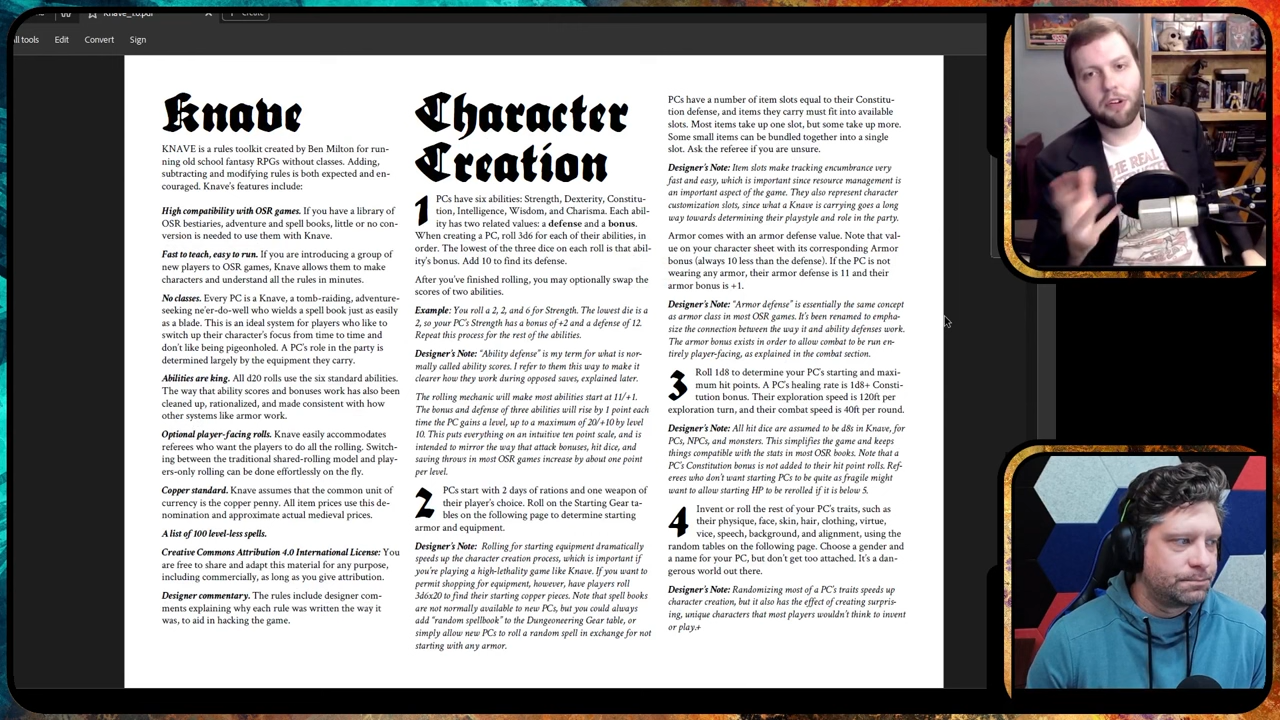 Create
ll tools Edit Convert Sign
Knave
KNAVE is a rules toolkit created by Ben Milton for run-
ning old school fantasy RPGs without classes. Adding,
subtracting and modifying rules is both expected and en-
couraged. Knave's features include:
High compatibility with OSR games. If you have a library of
OSR bestiaries, adventure and spell books, little or no con-
version is needed to use them with Knave.
Fast to teach, easy to run. If you are introducing a group of
new players to OSR games, Knave allows them to make
characters and understand all the rules in minutes.
No classes. Every PC is a Knave, a tomb-raiding, adventure-
seeking ne'er-do-well who wields a spell book just as easily
as a blade. This is an ideal system for players who like to
switch up their character's focus from time to time and
don't like being pigeonholed. A PC's role in the party is
determined largely by the equipment they carry.
Abilities are king. All d20 rolls use the six standard abilities.
The way that ability scores and bonuses work has also been
cleaned up, rationalized, and made consistent with how
other systems like armor work.
Optional player-facing rolls. Knave easily accommodates
referees who want the players to do all the rolling. Switch-
ing between the traditional shared-rolling model and play-
ers-only rolling can be done effortlessly on the fly.
Copper standard. Knave assumes that the common unit of
currency is the copper penny. All item prices use this de-
nomination and approximate actual medieval prices.
A list of 100 level-less spells.
Creative Commons Attribution 4.0 International License: You
are free to share and adapt this material for any purpose,
including commercially, as long as you give attribution.
Designer commentary. The rules include designer com-
ments explaining why each rule was written the way it
was, to aid in hacking the game.
Character
Creation
1 PCs have six abilities: Strength, Dexterity, Constitu-
tion, Intelligence, Wisdom, and Charisma. Each abil-
ity has two related values: a defense and a bonus.
When creating a PC, roll 3d6 for each of their abilities, in
order. The lowest of the three dice on each roll is that abil-
ity's bonus. Add 10 to find its defense.
After you've finished rolling, you may optionally swap the
scores of two abilities.
Example: You roll a 2, 2, and 6 for Strength. The lowest die is a
2, so your PC's Strength has a bonus of +2 and a defense of 12.
Repeat this process for the rest of the abilities.
Designer's Note: "Ability defense" is my term for what is nor-
mally called ability scores. I refer to them this way to make it
clearer how they work during opposed saves, explained later.
The rolling mechanic will make most abilities start at 11/+1.
The bonus and defense of three abilities will rise by 1 point each
time the PC gains a level, up to a maximum of 20/+10 by level
10. This puts everything on an intuitive ten point scale, and is
intended to mirror the way that attack bonuses, hit dice, and
saving throws in most OSR games increase by about one point
per level.
2 PCs start with 2 days of rations and one weapon of
their player's choice. Roll on the Starting Gear ta-
bles on the following page to determine starting
armor and equipment.
Designer's Note: Rolling for starting equipment dramatically
speeds up the character creation process, which is important if
you're playing a high-lethality game like Knave. If you want to
permit shopping for equipment, however, have players roll
3d6x20 to find their starting copper pieces. Note that spell books
are not normally available to new PCs, but you could always
add "random spellbook" to the Dungeoneering Gear table, or
simply allow new PCs to roll a random spell in exchange for not
starting with any armor.
PCs have a number of item slots equal to their Constitu-
tion defense, and items they carry must fit into available
slots. Most items take up one slot, but some take up more.
Some small items can be bundled together into a single
slot. Ask the referee if you are unsure.
Designer's Note: Item slots make tracking encumbrance very
fast and easy, which is important since resource management is
an important aspect of the game. They also represent character
customization slots, since what a Knave is carrying goes a long
way towards determining their playstyle and role in the party.
Armor comes with an armor defense value. Note that val-
ue on your character sheet with its corresponding Armor
bonus (always 10 less than the defense). If the PC is not
wearing any armor, their armor defense is 11 and their
armor bonus is +1.
Designer's Note: "Armor defense" is essentially the same concept
as armor class in most OSR games. It's been renamed to empha-
size the connection between the way it and ability defenses work.
The armor bonus exists in order to allow combat to be run en-
tirely player-facing, as explained in the combat section.
3 Roll 1d8 to determine your PC's starting and maxi-
mum hit points. A PC's healing rate is 1d8+ Consti-
tution bonus. Their exploration speed is 120ft per
exploration turn, and their combat speed is 40ft per round.
Designer's Note: All hit dice are assumed to be d8s in Knave, for
PCs, NPCs, and monsters. This simplifies the game and keeps
things compatible with the stats in most OSR books. Note that a
PC's Constitution bonus is not added to their hit point rolls. Ref-
erees who don't want starting PCs to be quite as fragile might
want to allow starting HP to be rerolled if it is below 5.
4 Invent or roll the rest of your PC's traits, such as
their physique, face, skin, hair, clothing, virtue,
vice, speech, background, and alignment, using the
random tables on the following page. Choose a gender and
a name for your PC, but don't get too attached. It's a dan-
gerous world out there.
Designer's Note: Randomizing most of a PC's traits speeds up
character creation, but it also has the effect of creating surpris-
ing, unique characters that most players wouldn't think to invent
or play.+
THE REAL